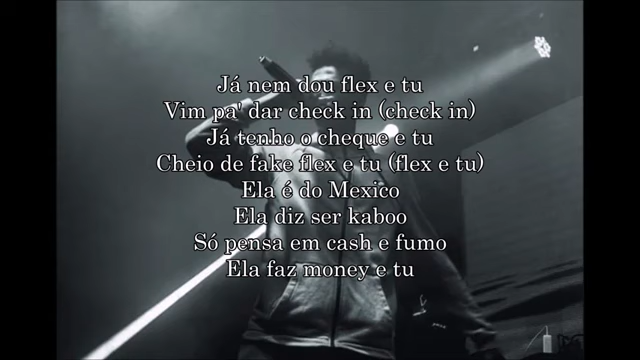 Já nem dou flex e tu
Vim pa' dar check in (check in)
Já tenho o cheque e tu
Cheio de fake flex e tu (flex e tu)
Ela é do Mexico
Ela diz ser kaboo
Só pensa em cash e fumo
Ela faz money e tu